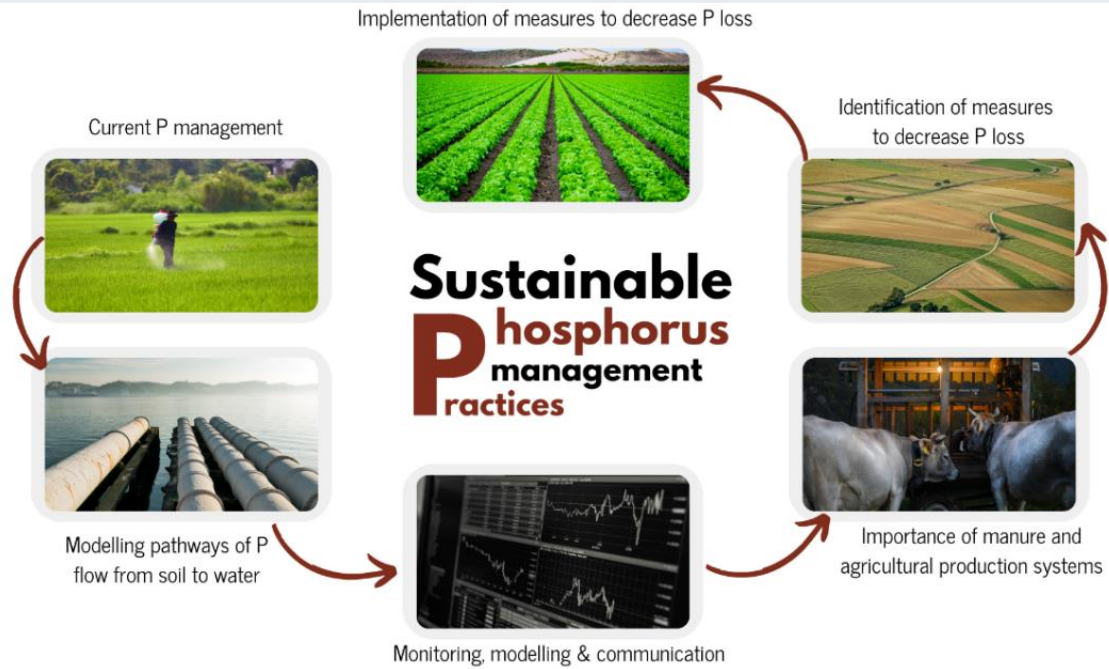 Implementation of measures to decrease P loss
Current P management
Identification of measures
to decrease P loss
Sustainable
Phosphorus
management
Practices
Modelling pathways of P
flow from soil to water
Importance of manure and
agricultural production systems
Monitoring, modelling & communication